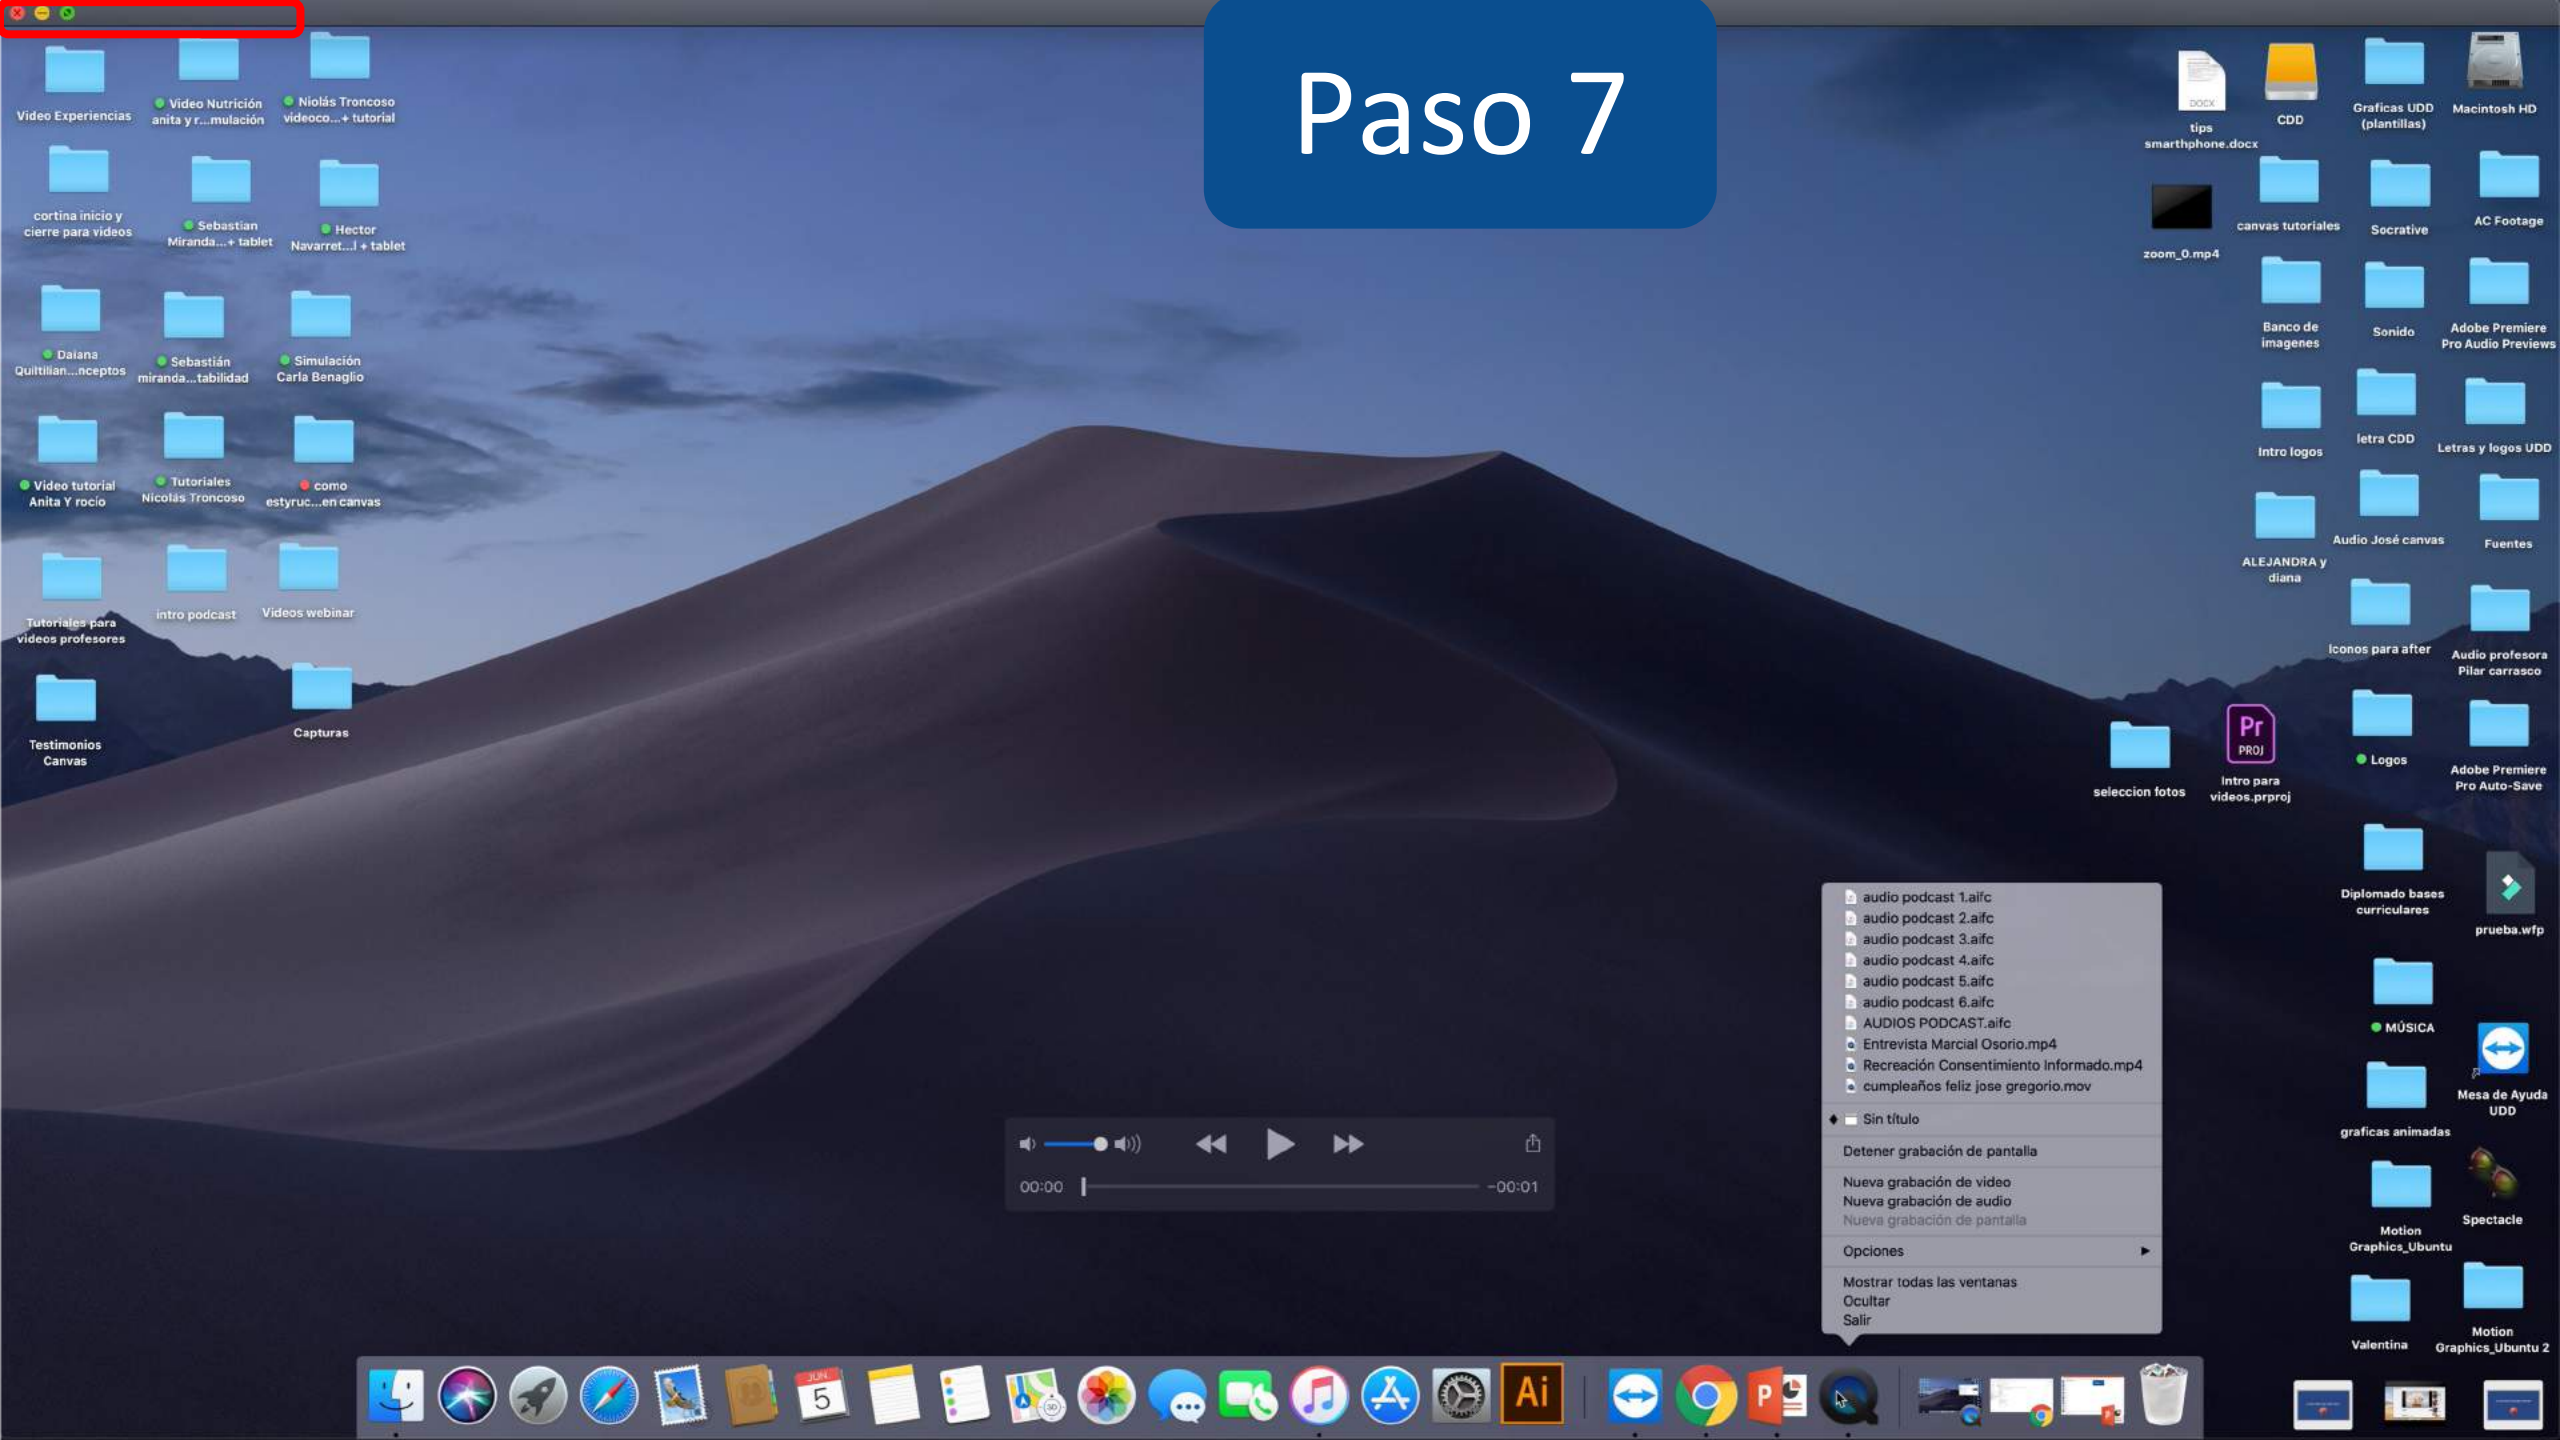 Paso 7
Video Experiencias
Video Nutrición
anita y r...mulación
Niolás Troncoso
videoco...+ tutorial
cortina inicio y
cierre para videos
Sebastian
Miranda...+ tablet
Hector
Navarret...l + tablet
Daiana
Quiltilian...nceptos
Sebastián
miranda...tabilidad
Simulación
Carla Benaglio
Video tutorial
Anita Y rocio
Tutoriales
Nicolás Troncoso
como
estyruc...en canvas
Tutoriales para
videos profesores
intro podcast
Videos webinar
Testimonios
Canvas
Capturas
DOCX
tips
smarthphone.docx
CDD
Graficas UDD
(plantillas)
Macintosh HD
zoom_0.mp4
canvas tutoriales
Socrative
AC Footage
Banco de
imagenes
Sonido
Adobe Premiere
Pro Audio Previews
Intro logos
letra CDD
Letras y logos UDD
ALEJANDRA y
diana
Audio José canvas
Fuentes
Iconos para after
Audio profesora
Pilar carrasco
seleccion fotos
Pr
PROJ
Intro para
videos.prproj
Logos
Adobe Premiere
Pro Auto-Save
Diplomado bases
curriculares
prueba.wfp
MÚSICA
Mesa de Ayuda
UDD
graficas animadas
Motion
Graphics_Ubuntu
Spectacle
Valentina
Motion
Graphics_Ubuntu 2
audio podcast 1.aifc
audio podcast 2.aifc
audio podcast 3.aifc
audio podcast 4.aifc
audio podcast 5.aifc
audio podcast 6.aifc
AUDIOS PODCAST.aifc
Entrevista Marcial Osorio.mp4
Recreación Consentimiento Informado.mp4
cumpleaños feliz jose gregorio.mov
Sin título
Detener grabación de pantalla
Nueva grabación de video
Nueva grabación de audio
Nueva grabación de pantalla
Opciones
Mostrar todas las ventanas
Ocultar
Salir
00:00
-00:01
JUN.
5
3D
Ai
P